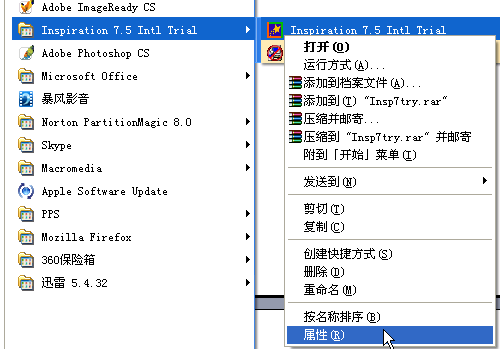 Adobe ImageReady CS
Inspiration 7.5 Intl Trial
Adobe Photoshop CS
Microsoft Office
暴风影音
Norton PartitionMagic 8.0
Skype
Macromedia
Apple Software Update
PPS
Mozilla Firefox
360保险箱
迅雷 5.4.32
Inspiration 7.5 Intl Trial
打开(O)
运行方式(A)...
添加到档案文件(A)...
添加到(T) "Insp7try.rar"
压缩并邮寄...
压缩到 "Insp7try.rar" 并邮寄
附到「开始」菜单(I)
发送到(N)
剪切(T)
复制(C)
创建快捷方式(S)
删除(D)
重命名(M)
按名称排序(B)
属性(R)